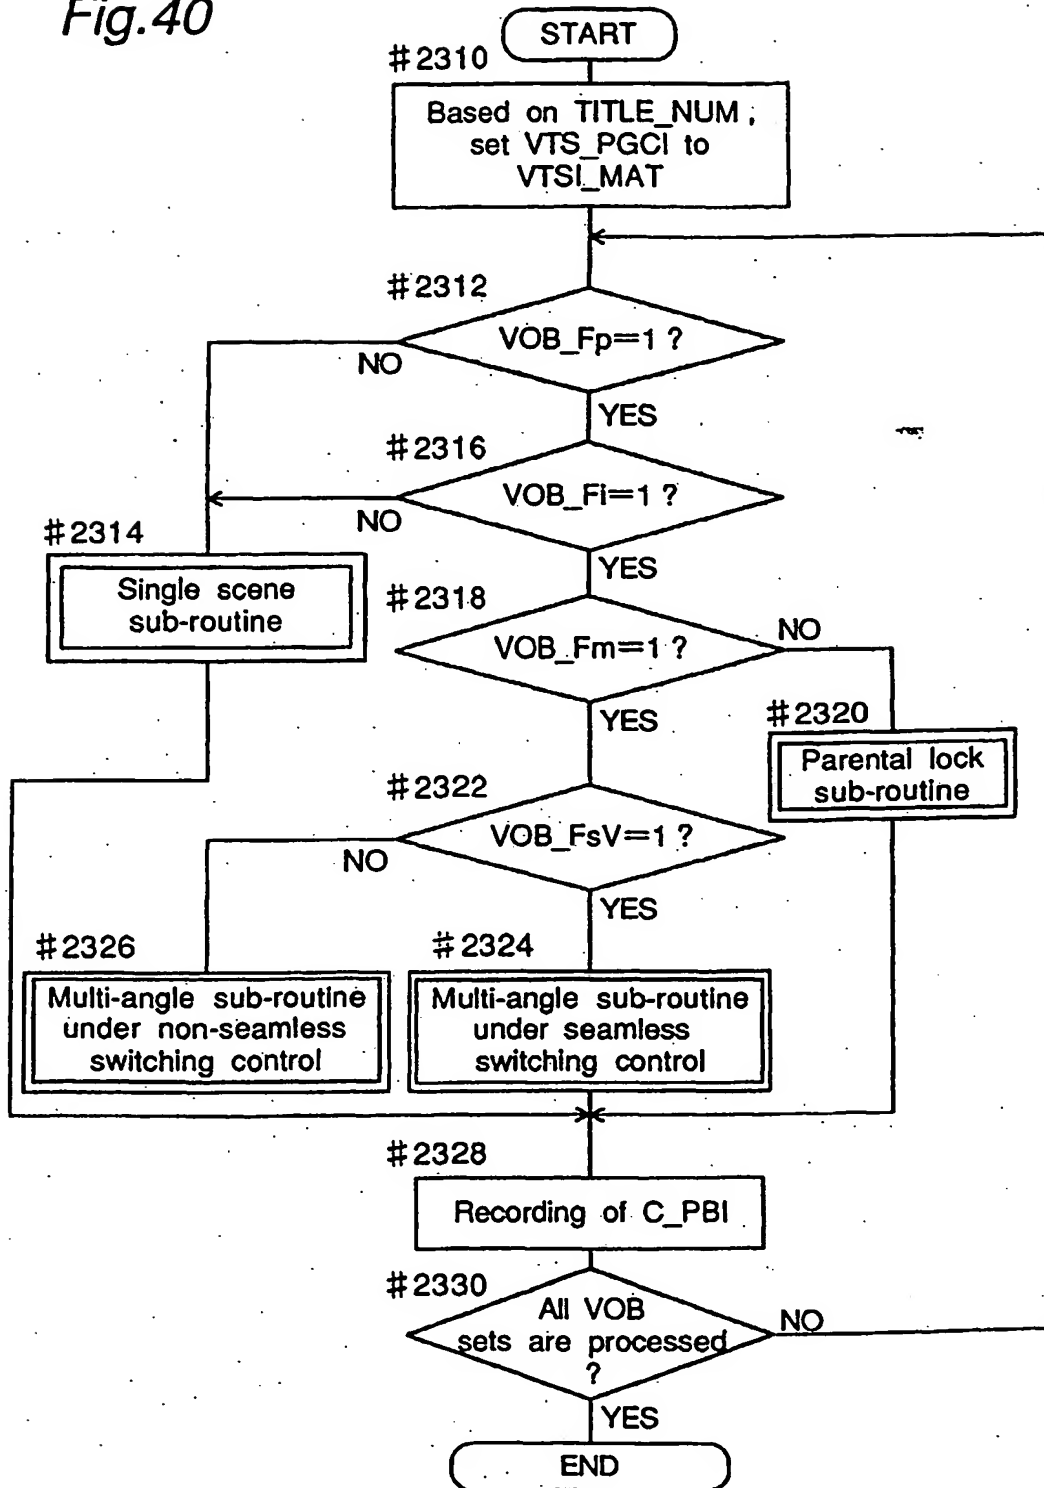 Fig.40
START
#2310
Based on TITLE_NUM,
set VTS_PGCI to
VTSI_MAT
#2312
VOB_Fp=1 ?
NO
YES
#2316
VOB_Fi=1 ?
NO
YES
#2314
Single scene
sub-routine
#2318
VOB_Fm=1 ?
NO
YES
#2320
Parental lock
sub-routine
#2322
VOB_FsV=1 ?
NO
YES
#2326
Multi-angle sub-routine
under non-seamless
switching control
#2324
Multi-angle sub-routine
under seamless
switching control
#2328
Recording of C_PBI
#2330
All VOB
sets are processed
?
NO
YES
END